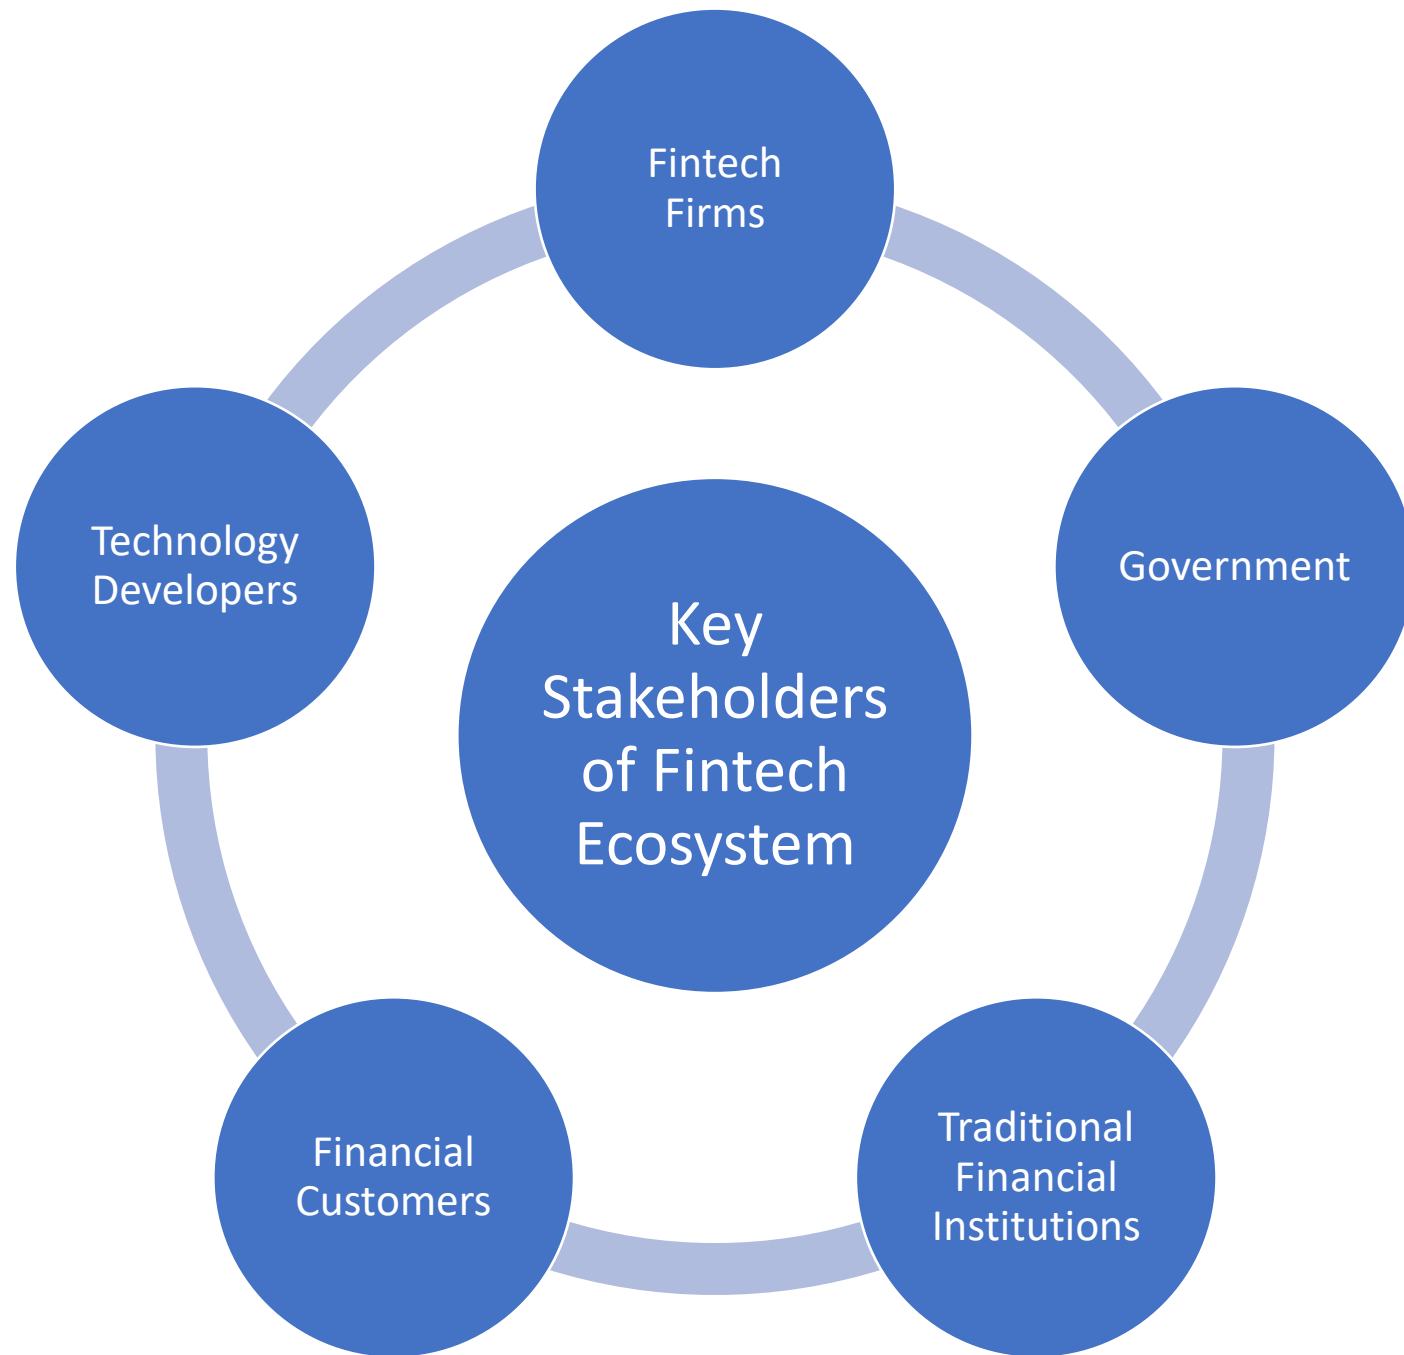 Fintech
Firms
Technology
Developers
Government
Key
Stakeholders
of Fintech
Ecosystem
Financial
Customers
Traditional
Financial
Institutions